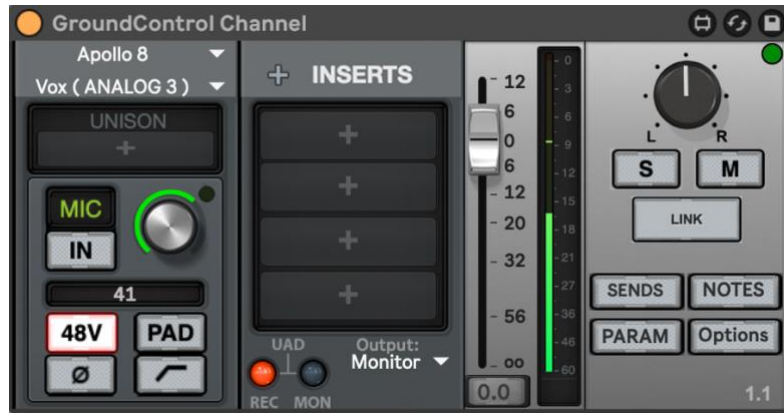 GroundControl Channel
Apollo 8
Vox ( ANALOG 3 )
UNISON
+
MIC
IN
41
48V
PAD
Ø
+ INSERTS
+
+
+
+
UAD
REC MON
Output:
Monitor
12
6
0
6
12
20
32
56
∞
0.0
0
3
6
9
12
15
18
21
27
36
46
60
L R
S M
LINK
SENDS NOTES
PARAM Options
1.1